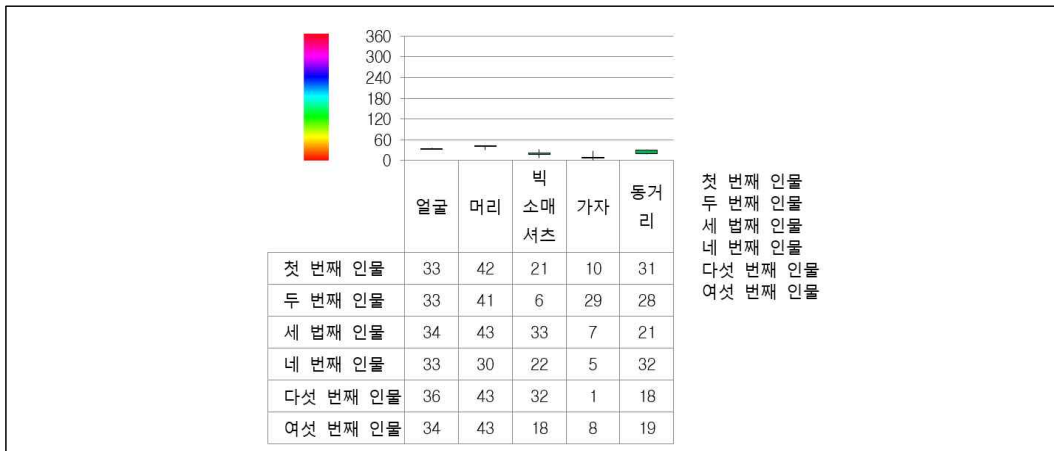 360
300
240
180
120
60
0
얼굴 머리 빅 소매 셔츠 가자 동거리
첫 번째 인물 33 42 21 10 31
두 번째 인물 33 41 6 29 28
세 법째 인물 34 43 33 7 21
네 번째 인물 33 30 22 5 32
다섯 번째 인물 36 43 32 1 18
여섯 번째 인물 34 43 18 8 19
첫 번째 인물
두 번째 인물
세 법째 인물
네 번째 인물
다섯 번째 인물
여섯 번째 인물